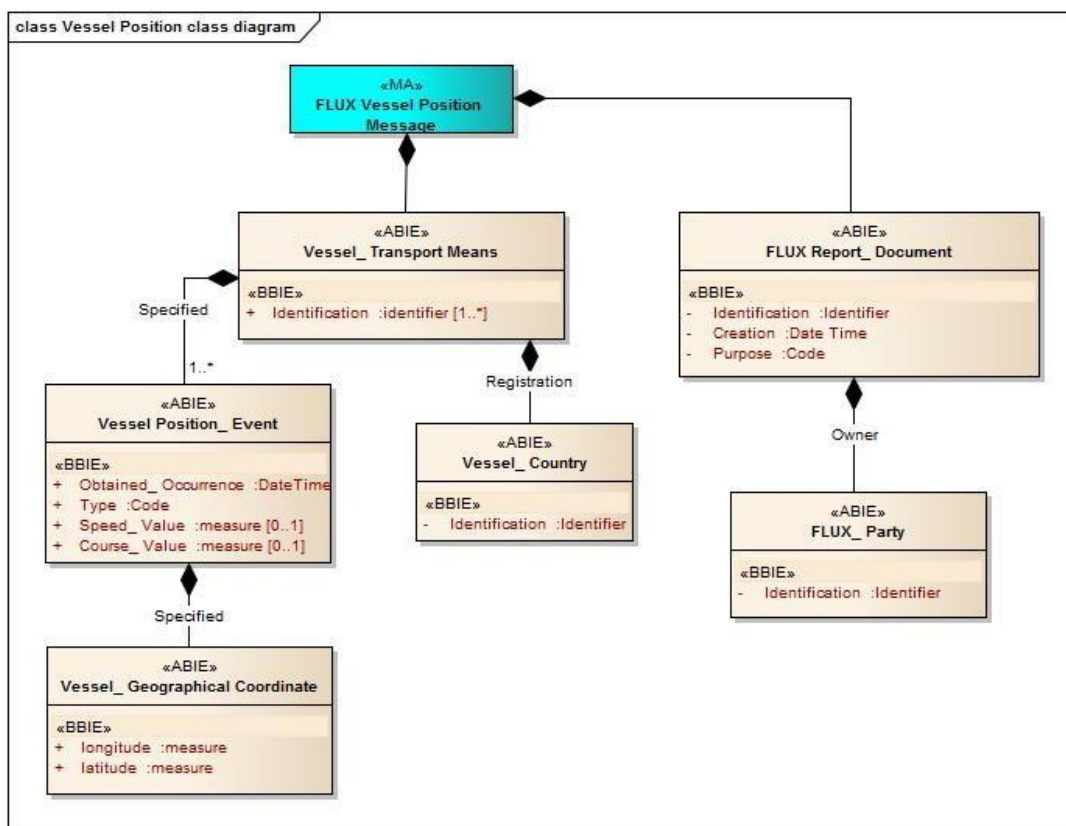 class Vessel Position class diagram
«MA»
FLUX Vessel Position
Message
«ABIE»
Vessel_ Transport Means
«BBIE»
+ Identification :identifier [1..*]
«ABIE»
FLUX Report_ Document
«BBIE»
- Identification :Identifier
- Creation :Date Time
- Purpose :Code
Specified
1..*
Registration
Owner
«ABIE»
Vessel Position_ Event
«BBIE»
+ Obtained_ Occurrence :DateTime
+ Type :Code
+ Speed_ Value :measure [0..1]
+ Course_ Value :measure [0..1]
«ABIE»
Vessel_ Country
«BBIE»
- Identification :Identifier
«ABIE»
FLUX_ Party
«BBIE»
- Identification :Identifier
Specified
«ABIE»
Vessel_ Geographical Coordinate
«BBIE»
+ longitude :measure
+ latitude :measure